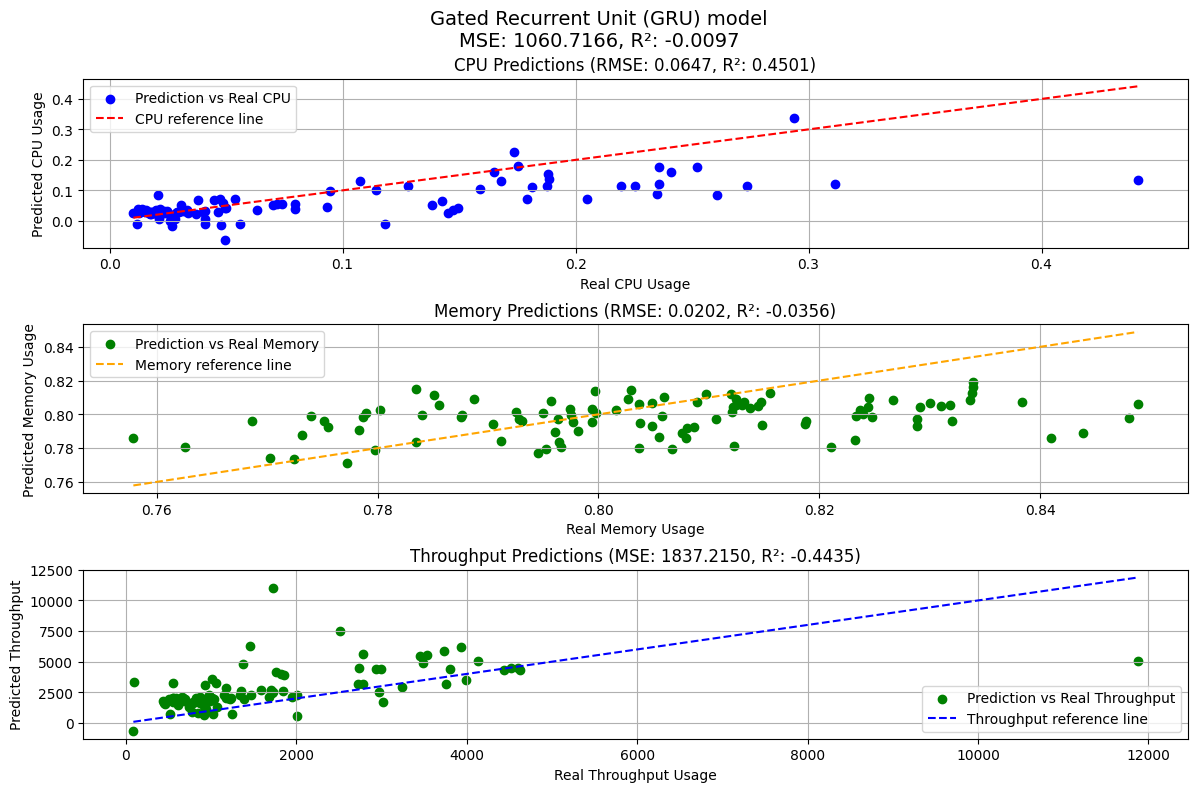 Gated Recurrent Unit (GRU) model
MSE: 1060.7166, R²: -0.0097
CPU Predictions (RMSE: 0.0647, R²: 0.4501)
Predicted CPU Usage
0.4
0.3
0.2
0.1
0.0
Prediction vs Real CPU
CPU reference line
0.0
0.1
0.2
0.3
0.4
Real CPU Usage
Memory Predictions (RMSE: 0.0202, R²: -0.0356)
Predicted Memory Usage
0.84
0.82
0.80
0.78
0.76
Prediction vs Real Memory
Memory reference line
0.76
0.78
0.80
0.82
0.84
Real Memory Usage
Throughput Predictions (MSE: 1837.2150, R²: -0.4435)
Predicted Throughput
12500
10000
7500
5000
2500
0
Prediction vs Real Throughput
Throughput reference line
0
2000
4000
6000
8000
10000
12000
Real Throughput Usage